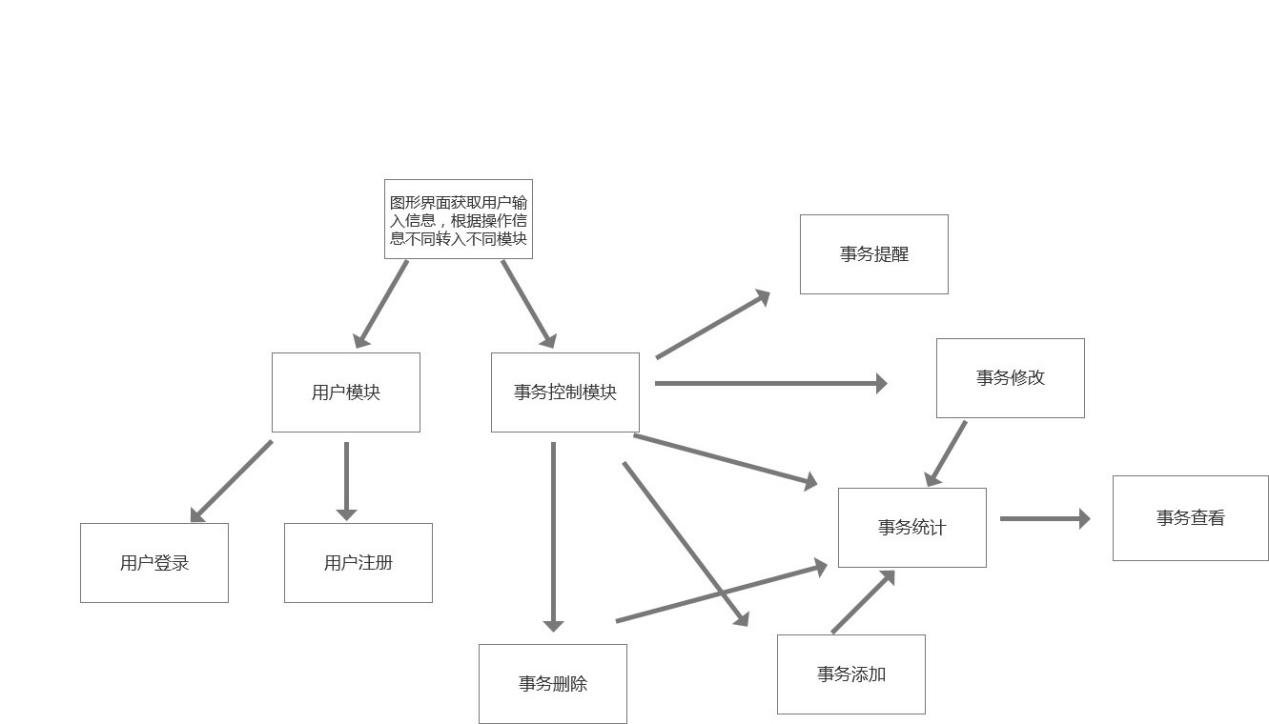 图形界面获取用户输
入信息，根据操作信
息不同转入不同模块
事务提醒
用户模块
事务控制模块
事务修改
用户登录
用户注册
事务统计
事务查看
事务删除
事务添加